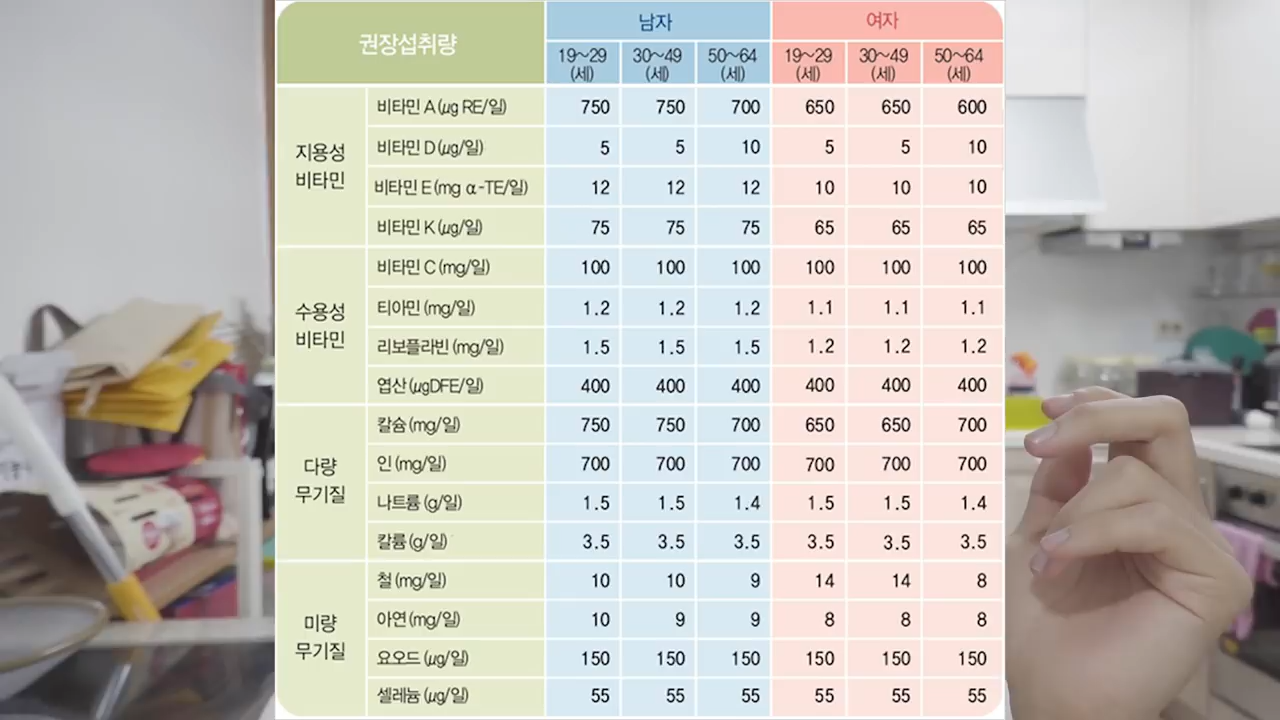 권장섭취량 남자 여자
19~29 (세) 30~49 (세) 50~64 (세) 19~29 (세) 30~49 (세) 50~64 (세)
지용성 비타민
비타민 A (μg RE/일) 750 750 700 650 650 600
비타민 D (μg/일) 5 5 10 5 5 10
비타민 E (mg α-TE/일) 12 12 12 10 10 10
비타민 K (μg/일) 75 75 75 65 65 65
수용성 비타민
비타민 C (mg/일) 100 100 100 100 100 100
티아민 (mg/일) 1.2 1.2 1.2 1.1 1.1 1.1
리보플라빈 (mg/일) 1.5 1.5 1.5 1.2 1.2 1.2
엽산 (μgDFE/일) 400 400 400 400 400 400
다량 무기질
칼슘 (mg/일) 750 750 700 650 650 700
인 (mg/일) 700 700 700 700 700 700
나트륨 (g/일) 1.5 1.5 1.4 1.5 1.5 1.4
칼륨 (g/일) 3.5 3.5 3.5 3.5 3.5 3.5
미량 무기질
철 (mg/일) 10 10 9 14 14 8
아연 (mg/일) 10 9 9 8 8 8
요오드 (μg/일) 150 150 150 150 150 150
셀레늄 (μg/일) 55 55 55 55 55 55